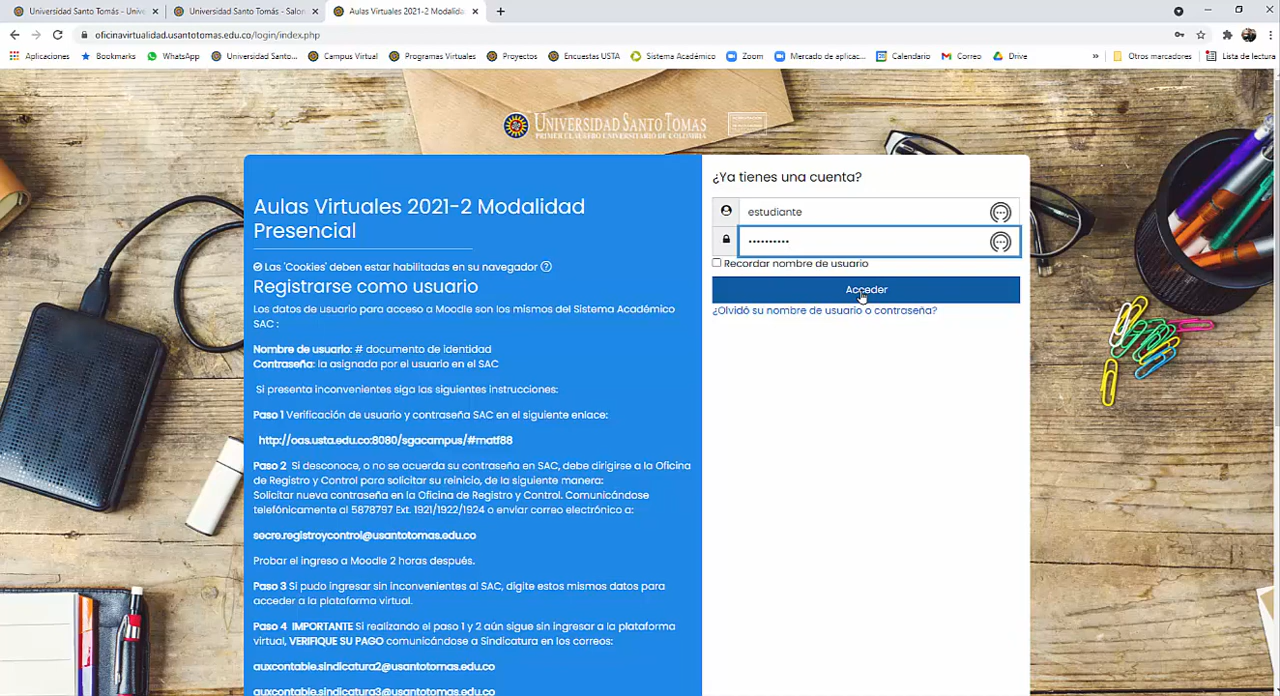 Universidad Santo Tomás - Unive
Universidad Santo Tomás - Salon
Aulas Virtuales 2021-2 Modalida
oficinavirtualidad.usantotomas.edu.co/login/index.php
Aplicaciones
Bookmarks
WhatsApp
Universidad Santo...
Campus Virtual
Programas Virtuales
Proyectos
Encuestas USTA
Sistema Académico
Zoom
Mercado de aplicac...
Calendario
Correo
Drive
»
Otros marcadores
Lista de lectura
UNIVERSIDAD SANTO TOMÁS
PRIMER CLAUSTRO UNIVERSITARIO DE COLOMBIA
Aulas Virtuales 2021-2 Modalidad
Presencial
Las 'Cookies' deben estar habilitadas en su navegador
Registrarse como usuario
Los datos de usuario para acceso a Moodle son los mismos del Sistema Académico
SAC :
Nombre de usuario: # documento de identidad
Contraseña: la asignada por el usuario en el SAC
Si presenta inconvenientes siga las siguientes instrucciones:
Paso 1 Verificación de usuario y contraseña SAC en el siguiente enlace:
http://oas.usta.edu.co:8080/sgacampus/#matf88
Paso 2 Si desconoce, o no se acuerda su contraseña en SAC, debe dirigirse a la Oficina
de Registro y Control para solicitar su reinicio, de la siguiente manera:
Solicitar nueva contraseña en la Oficina de Registro y Control. Comunicándose
telefónicamente al 5878797 Ext. 1921/1922/1924 o enviar correo electrónico a:
secre.registroycontrol@usantotomas.edu.co
Probar el ingreso a Moodle 2 horas después.
Paso 3 Si pudo ingresar sin inconvenientes al SAC, digite estos mismos datos para
acceder a la plataforma virtual.
Paso 4 IMPORTANTE Si realizando el paso 1 y 2 aún sigue sin ingresar a la plataforma
virtual, VERIFIQUE SU PAGO comunicándose a Sindicatura en los correos:
auxcontable.sindicatura2@usantotomas.edu.co
auxcontable.sindicatura3@usantotomas.edu.co
¿Ya tienes una cuenta?
estudiante
••••••••••
Recordar nombre de usuario
Acceder
¿Olvidó su nombre de usuario o contraseña?